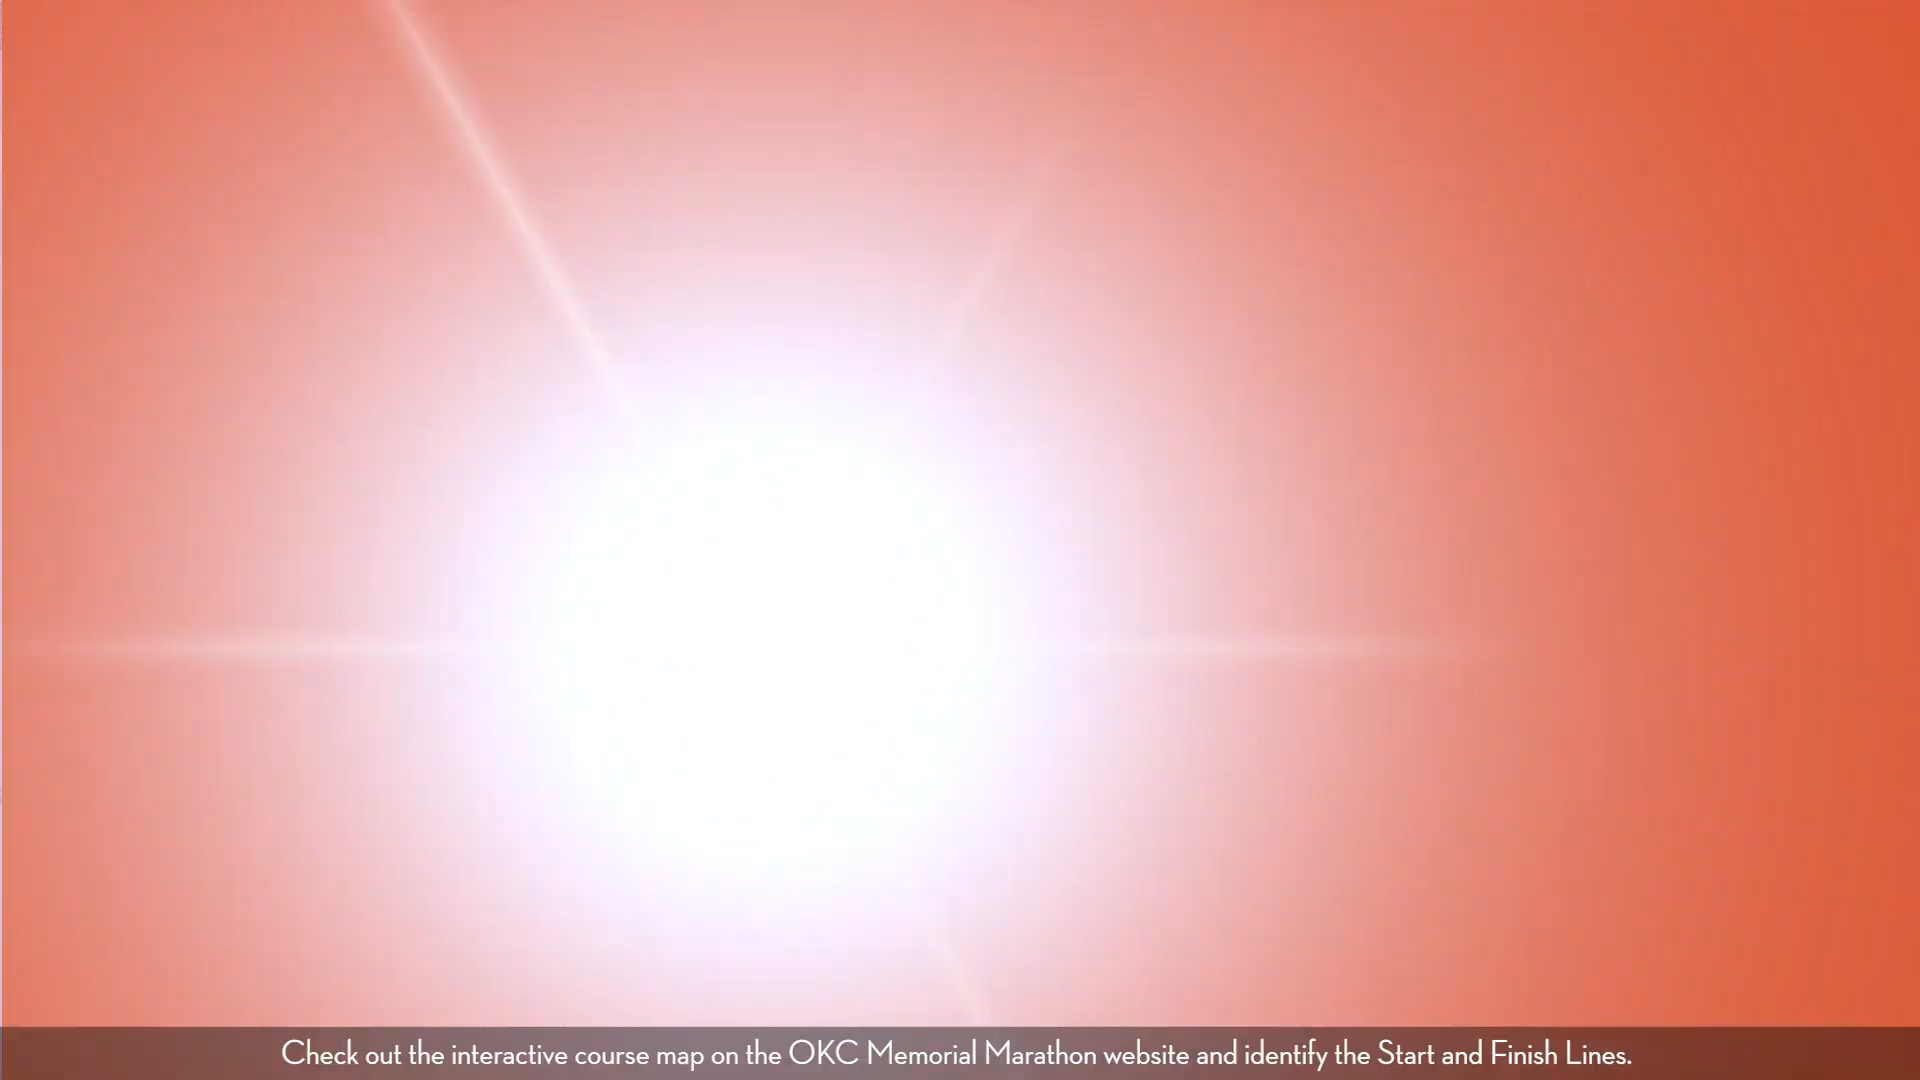 Check out the interactive course map on the OKC Memorial Marathon website and identify the Start and Finish Lines.